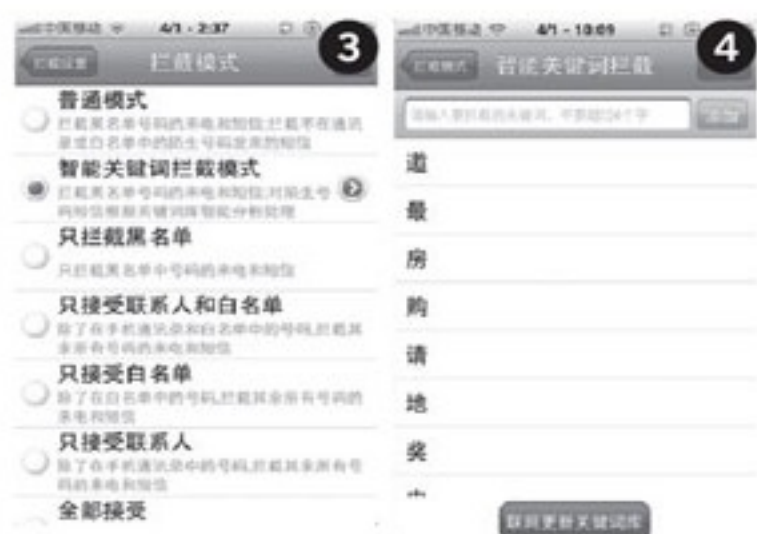 中国移动
4/1 - 2:37
3
拦截设置
拦截模式
普通模式
拦截黑名单号码的来电和短信;拦截不在通讯
录或白名单中的陌生号码发来的短信
智能关键词拦截模式
拦截黑名单号码的来电和短信;对陌生号
码短信根据关键词库智能分析处理
只拦截黑名单
只拦截黑名单中号码的来电和短信
只接受联系人和白名单
除了在手机通讯录和白名单中的号码,拦截其
余所有号码的来电和短信
只接受白名单
除了在白名单中的号码,拦截其余所有号码的
来电和短信
只接受联系人
除了在手机通讯录中的号码,拦截其余所有号
码的来电和短信
全部接受
中国移动
4/1 - 10:09
4
拦截模式
智能关键词拦截
添加
道
最
房
购
请
地
奖
联网更新关键词库